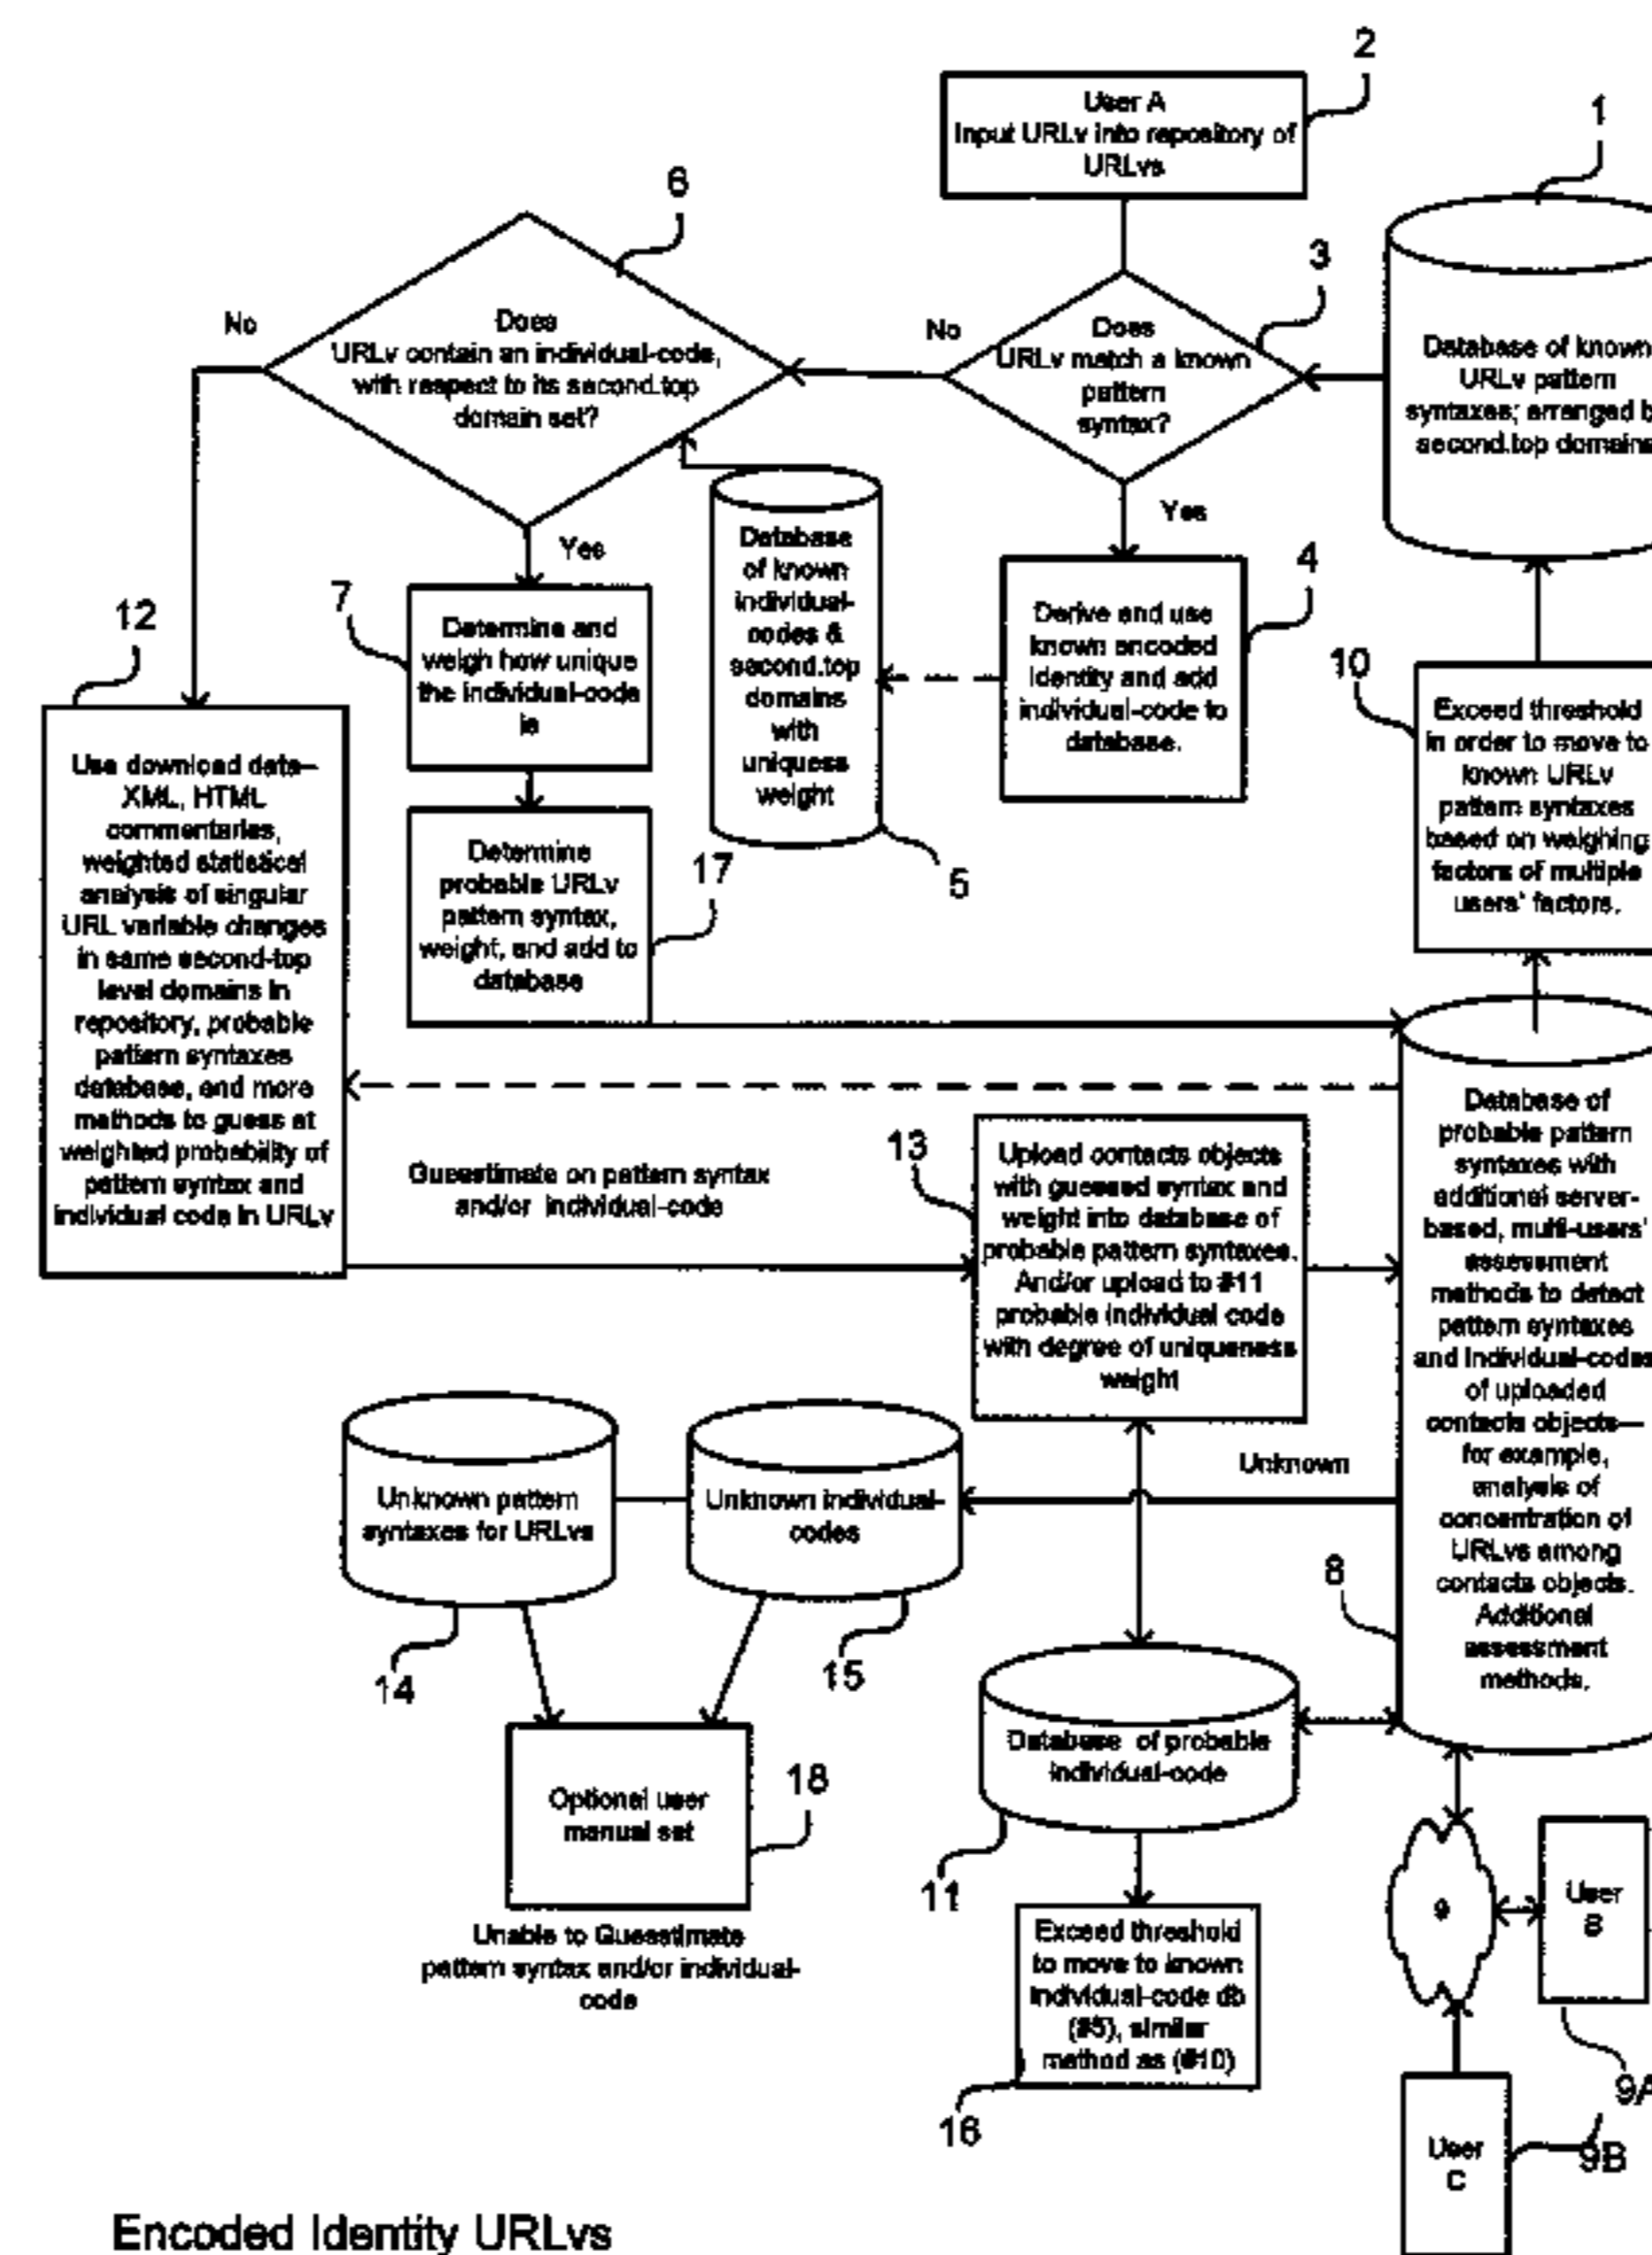 2
User A
Input URLv into repository of
URLvs
1
6
3
No
Does
URLv contain an individual-code,
with respect to its second.top
domain set?
No
Does
URLv match a known
pattern
syntax?
Database of known
URLv pattern
syntaxes; arranged
second.top domains
Yes
Yes
7
Determine and
weigh how unique
the individual-code
is
Database
of known
individual-
codes &
second.top
domains
with
uniquess
weight
5
4
Derive and use
known encoded
identity and add
individual-code to
database.
10
Exceed threshold
in order to move to
known URLv
pattern syntaxes
based on weighing
factors of multiple
users' factors.
12
Use download data–
XML, HTML
commentaries,
weighted statistical
analysis of singular
URL variable changes
in same second-top
level domains in
repository, probable
pattern syntaxes
database, and more
methods to guess at
weighted probability of
pattern syntax and
individual code in URLv
Determine
probable URLv
pattern syntax,
weight, and add to
database
17
Guesstimate on pattern syntax
and/or individual-code
13
Upload contacts objects
with guessed syntax and
weight into database of
probable pattern syntaxes.
And/or upload to #11
probable individual code
with degree of uniqueness
weight
Database of
probable pattern
syntaxes with
additional server-
based, multi-users'
assessment
methods to detect
pattern syntaxes
and individual-codes
of uploaded
contacts objects—
for example,
analysis of
concentration of
URLvs among
contacts objects.
Additional
assessment
methods.
8
Unknown
Unknown pattern
syntaxes for URLvs
14
Unknown individual-
codes
15
Optional user
manual set
18
Unable to Guesstimate
pattern syntax and/or individual-
code
Database of probable
individual-code
11
Exceed threshold
to move to known
individual-code db
(#5), similar
method as (#10)
16
9
User
B
9A
User
C
9B
Encoded Identity URLvs